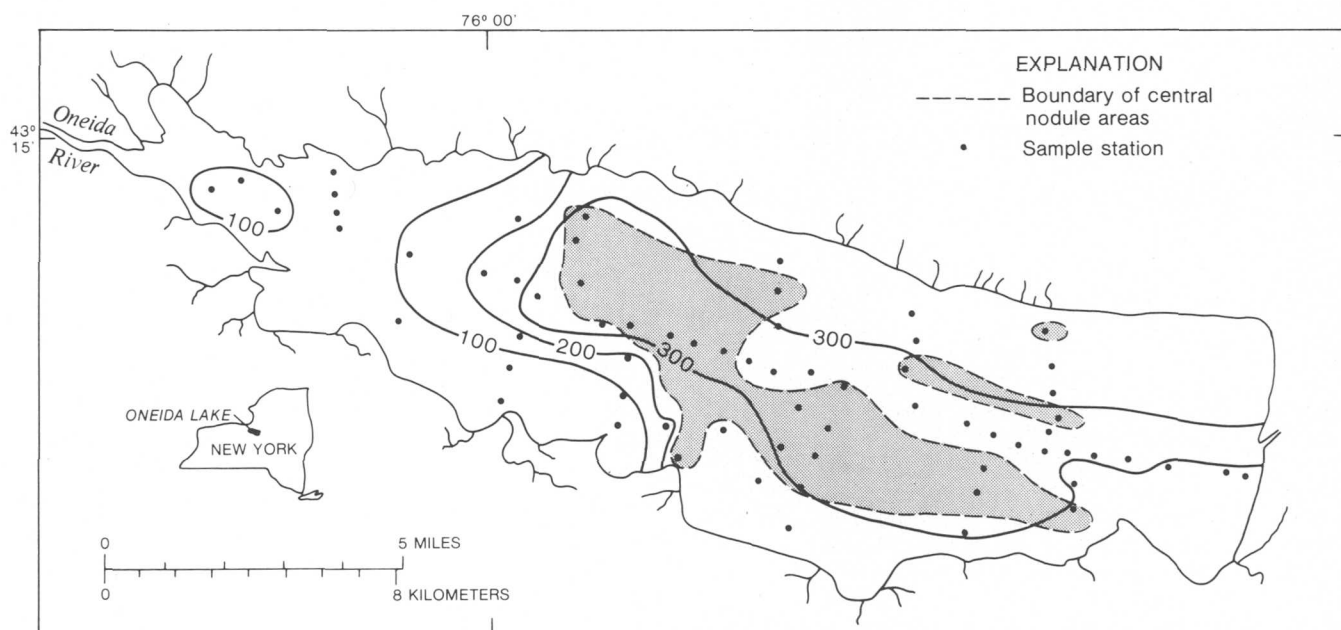 76° 00'
EXPLANATION
Boundary of central
nodule areas
Sample station
43°
15'
Oneida
River
100
100
200
300
300
ONEIDA LAKE
NEW YORK
0 5 MILES
0 8 KILOMETERS